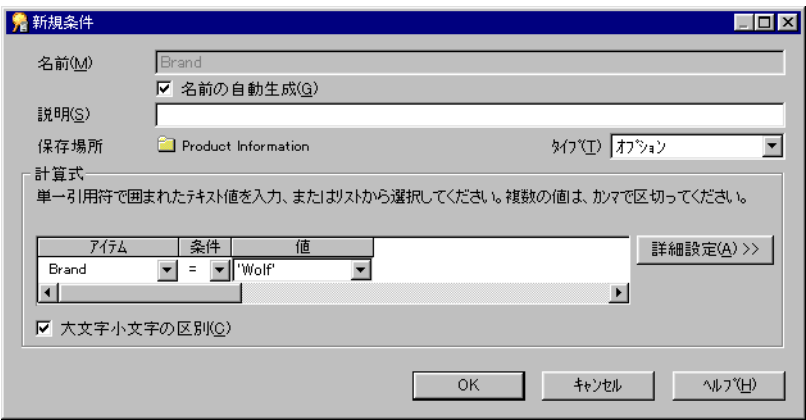 新規条件
名前(M) Brand
名前の自動生成(G)
説明(S)
保存場所 Product Information タイプ(T) オプション
計算式
単一引用符で囲まれたテキスト値を入力、またはリストから選択してください。複数の値は、カンマで区切ってください。
アイテム 条件 値
Brand = 'Wolf' 詳細設定(A) >>
大文字小文字の区別(C)
OK キャンセル ヘルプ(H)